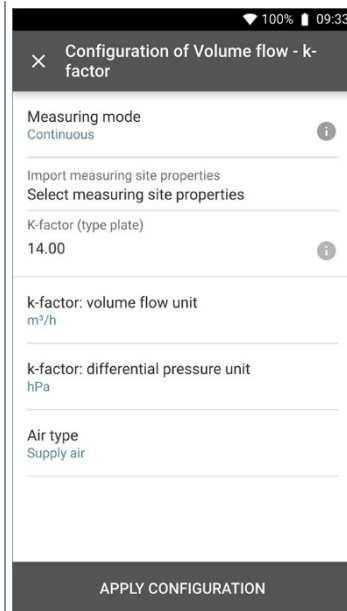 100% 09:33
Configuration of Volume flow - k-
factor
Measuring mode
Continuous
Import measuring site properties
Select measuring site properties
K-factor (type plate)
14.00
k-factor: volume flow unit
m³/h
k-factor: differential pressure unit
hPa
Air type
Supply air
APPLY CONFIGURATION